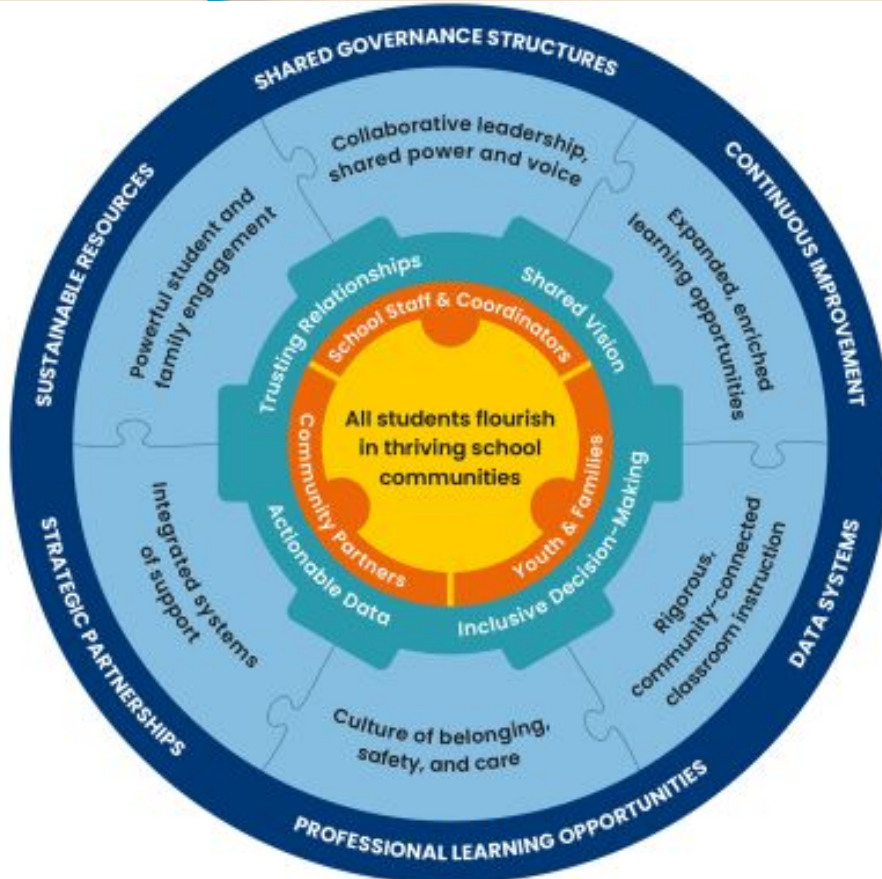 SHARED GOVERNANCE STRUCTURES
CONTINUOUS IMPROVEMENT
DATA SYSTEMS
PROFESSIONAL LEARNING OPPORTUNITIES
STRATEGIC PARTNERSHIPS
SUSTAINABLE RESOURCES
Collaborative leadership,
shared power and voice
Expanded, enriched
learning opportunities
Rigorous,
community-connected
classroom instruction
Culture of belonging,
safety, and care
Integrated systems
of support
Powerful student and
family engagement
Trusting Relationships
Shared Vision
Inclusive Decision-Making
Actionable Data
School Staff & Coordinators
Youth & Families
Community Partners
All students flourish
in thriving school
communities